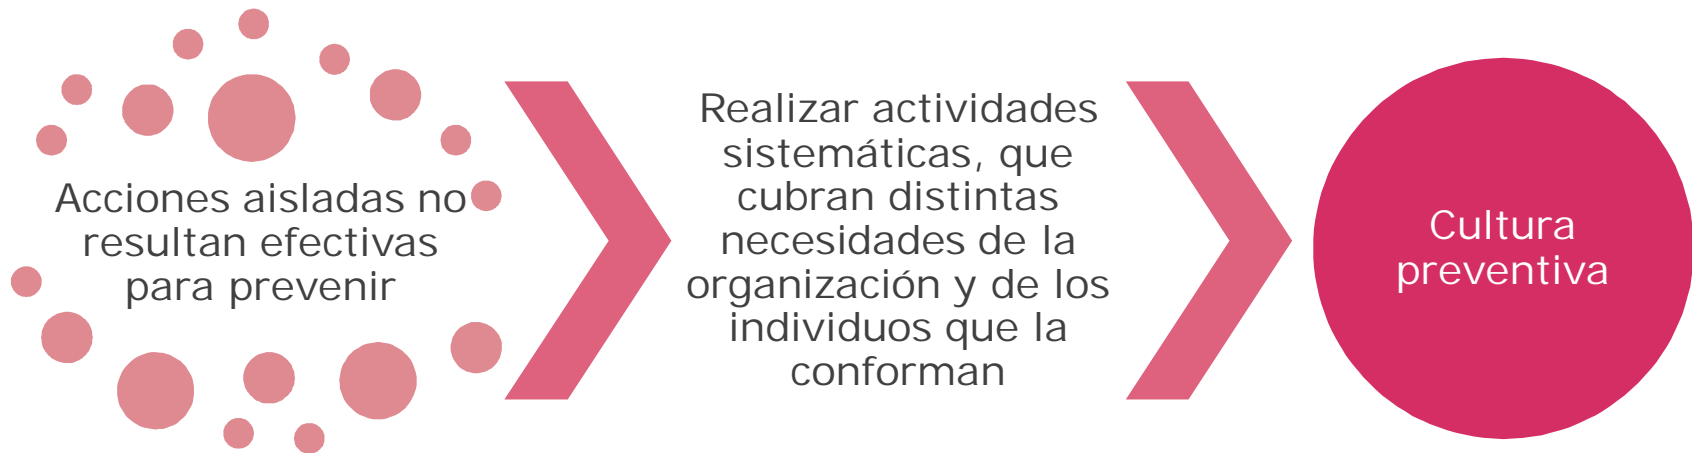 Acciones aisladas no
resultan efectivas
para prevenir
Realizar actividades
sistemáticas, que
cubran distintas
necesidades de la
organización y de los
individuos que la
conforman
Cultura
preventiva